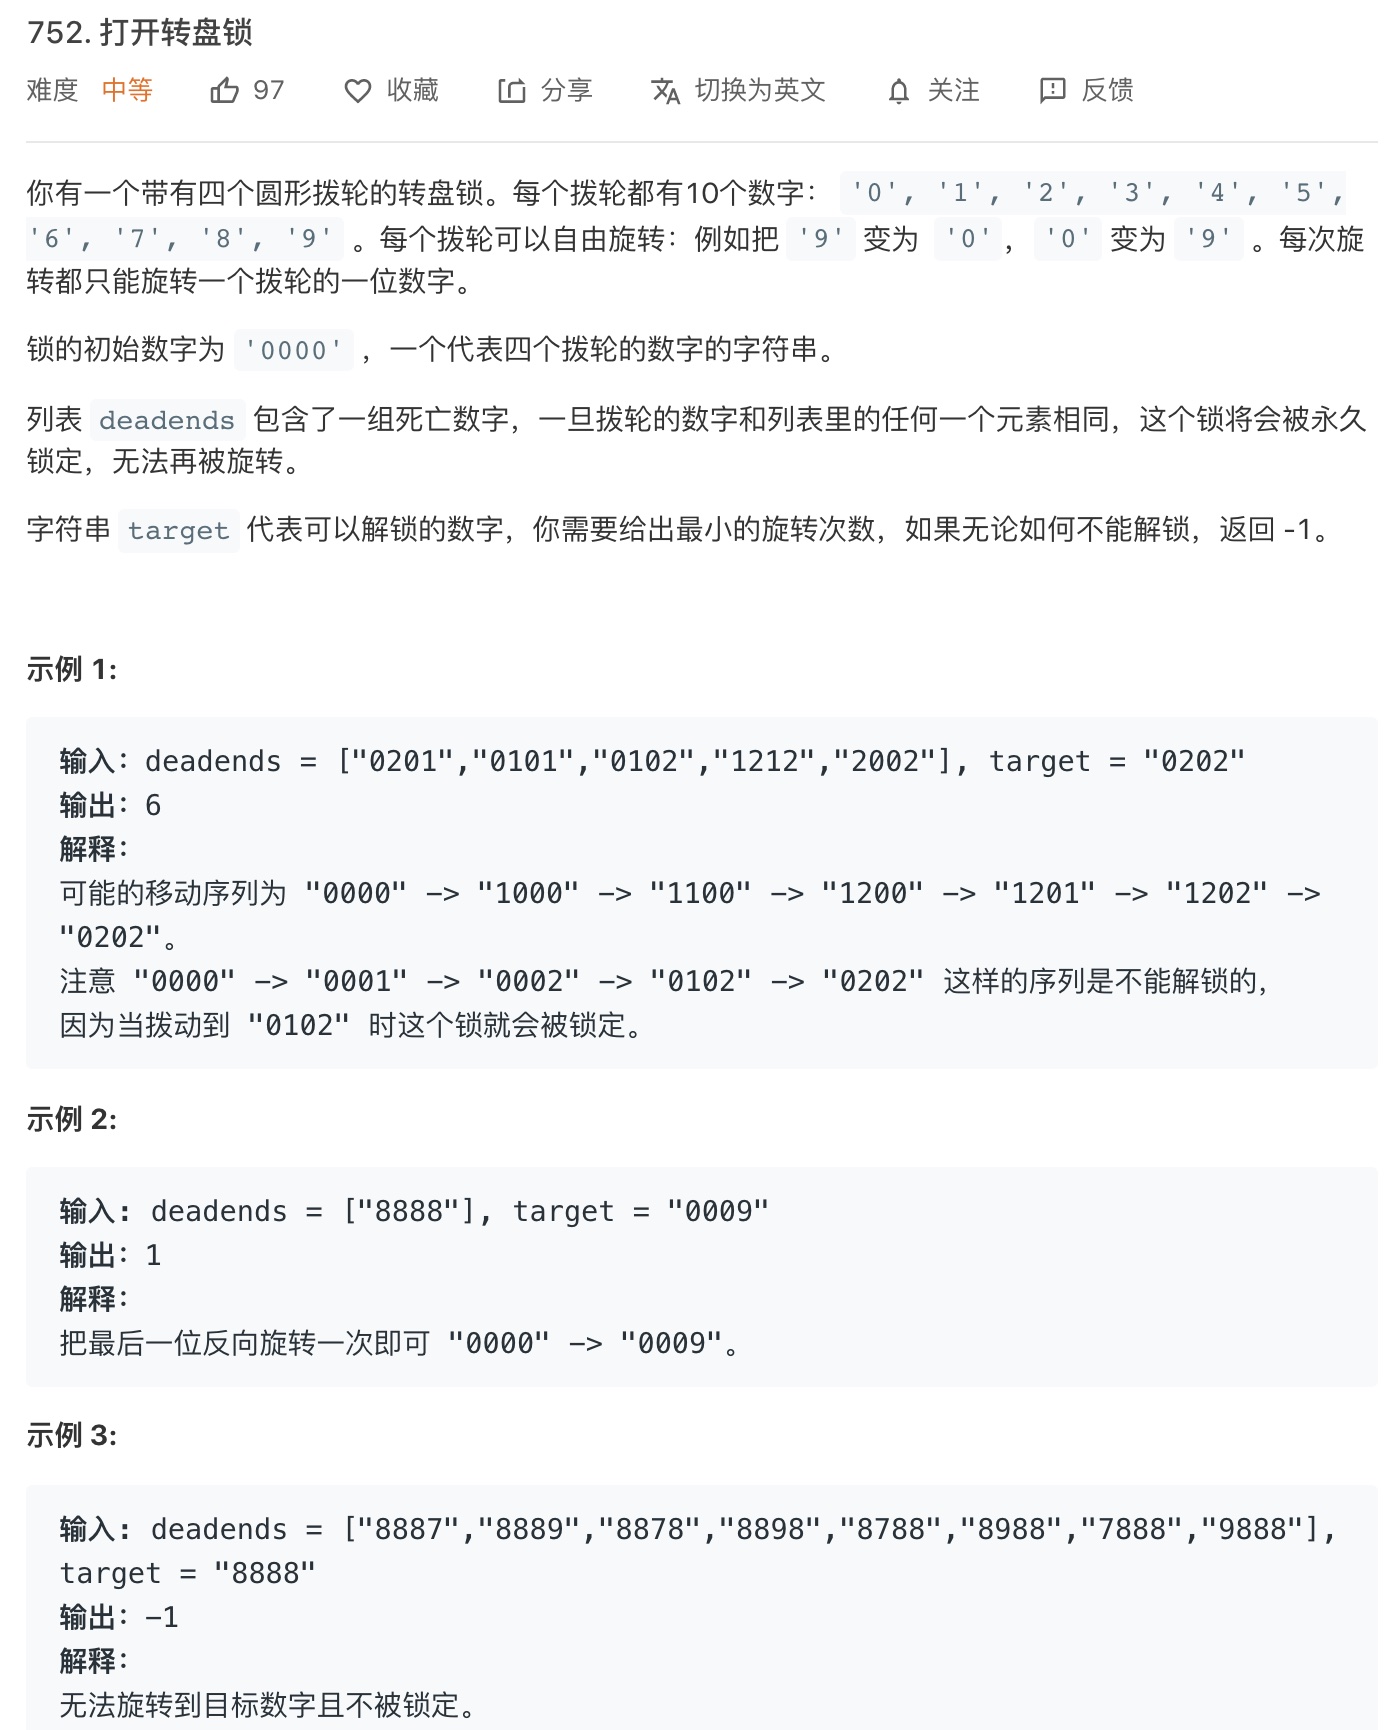 752. 打开转盘锁
难度 中等 97 收藏 分享 切换为英文 关注 反馈
你有一个带有四个圆形拨轮的转盘锁。每个拨轮都有10个数字： '0', '1', '2', '3', '4', '5',
'6', '7', '8', '9' 。每个拨轮可以自由旋转：例如把 '9' 变为 '0'， '0' 变为 '9' 。每次旋
转都只能旋转一个拨轮的一位数字。
锁的初始数字为 '0000' ，一个代表四个拨轮的数字的字符串。
列表 deadends 包含了一组死亡数字，一旦拨轮的数字和列表里的任何一个元素相同，这个锁将会被永久
锁定，无法再被旋转。
字符串 target 代表可以解锁的数字，你需要给出最小的旋转次数，如果无论如何不能解锁，返回 -1。
示例 1:
输入：deadends = ["0201","0101","0102","1212","2002"], target = "0202"
输出：6
解释：
可能的移动序列为 "0000" -> "1000" -> "1100" -> "1200" -> "1201" -> "1202" ->
"0202"。
注意 "0000" -> "0001" -> "0002" -> "0102" -> "0202" 这样的序列是不能解锁的，
因为当拨动到 "0102" 时这个锁就会被锁定。
示例 2:
输入: deadends = ["8888"], target = "0009"
输出：1
解释：
把最后一位反向旋转一次即可 "0000" -> "0009"。
示例 3:
输入: deadends = ["8887","8889","8878","8898","8788","8988","7888","9888"],
target = "8888"
输出：-1
解释：
无法旋转到目标数字且不被锁定。